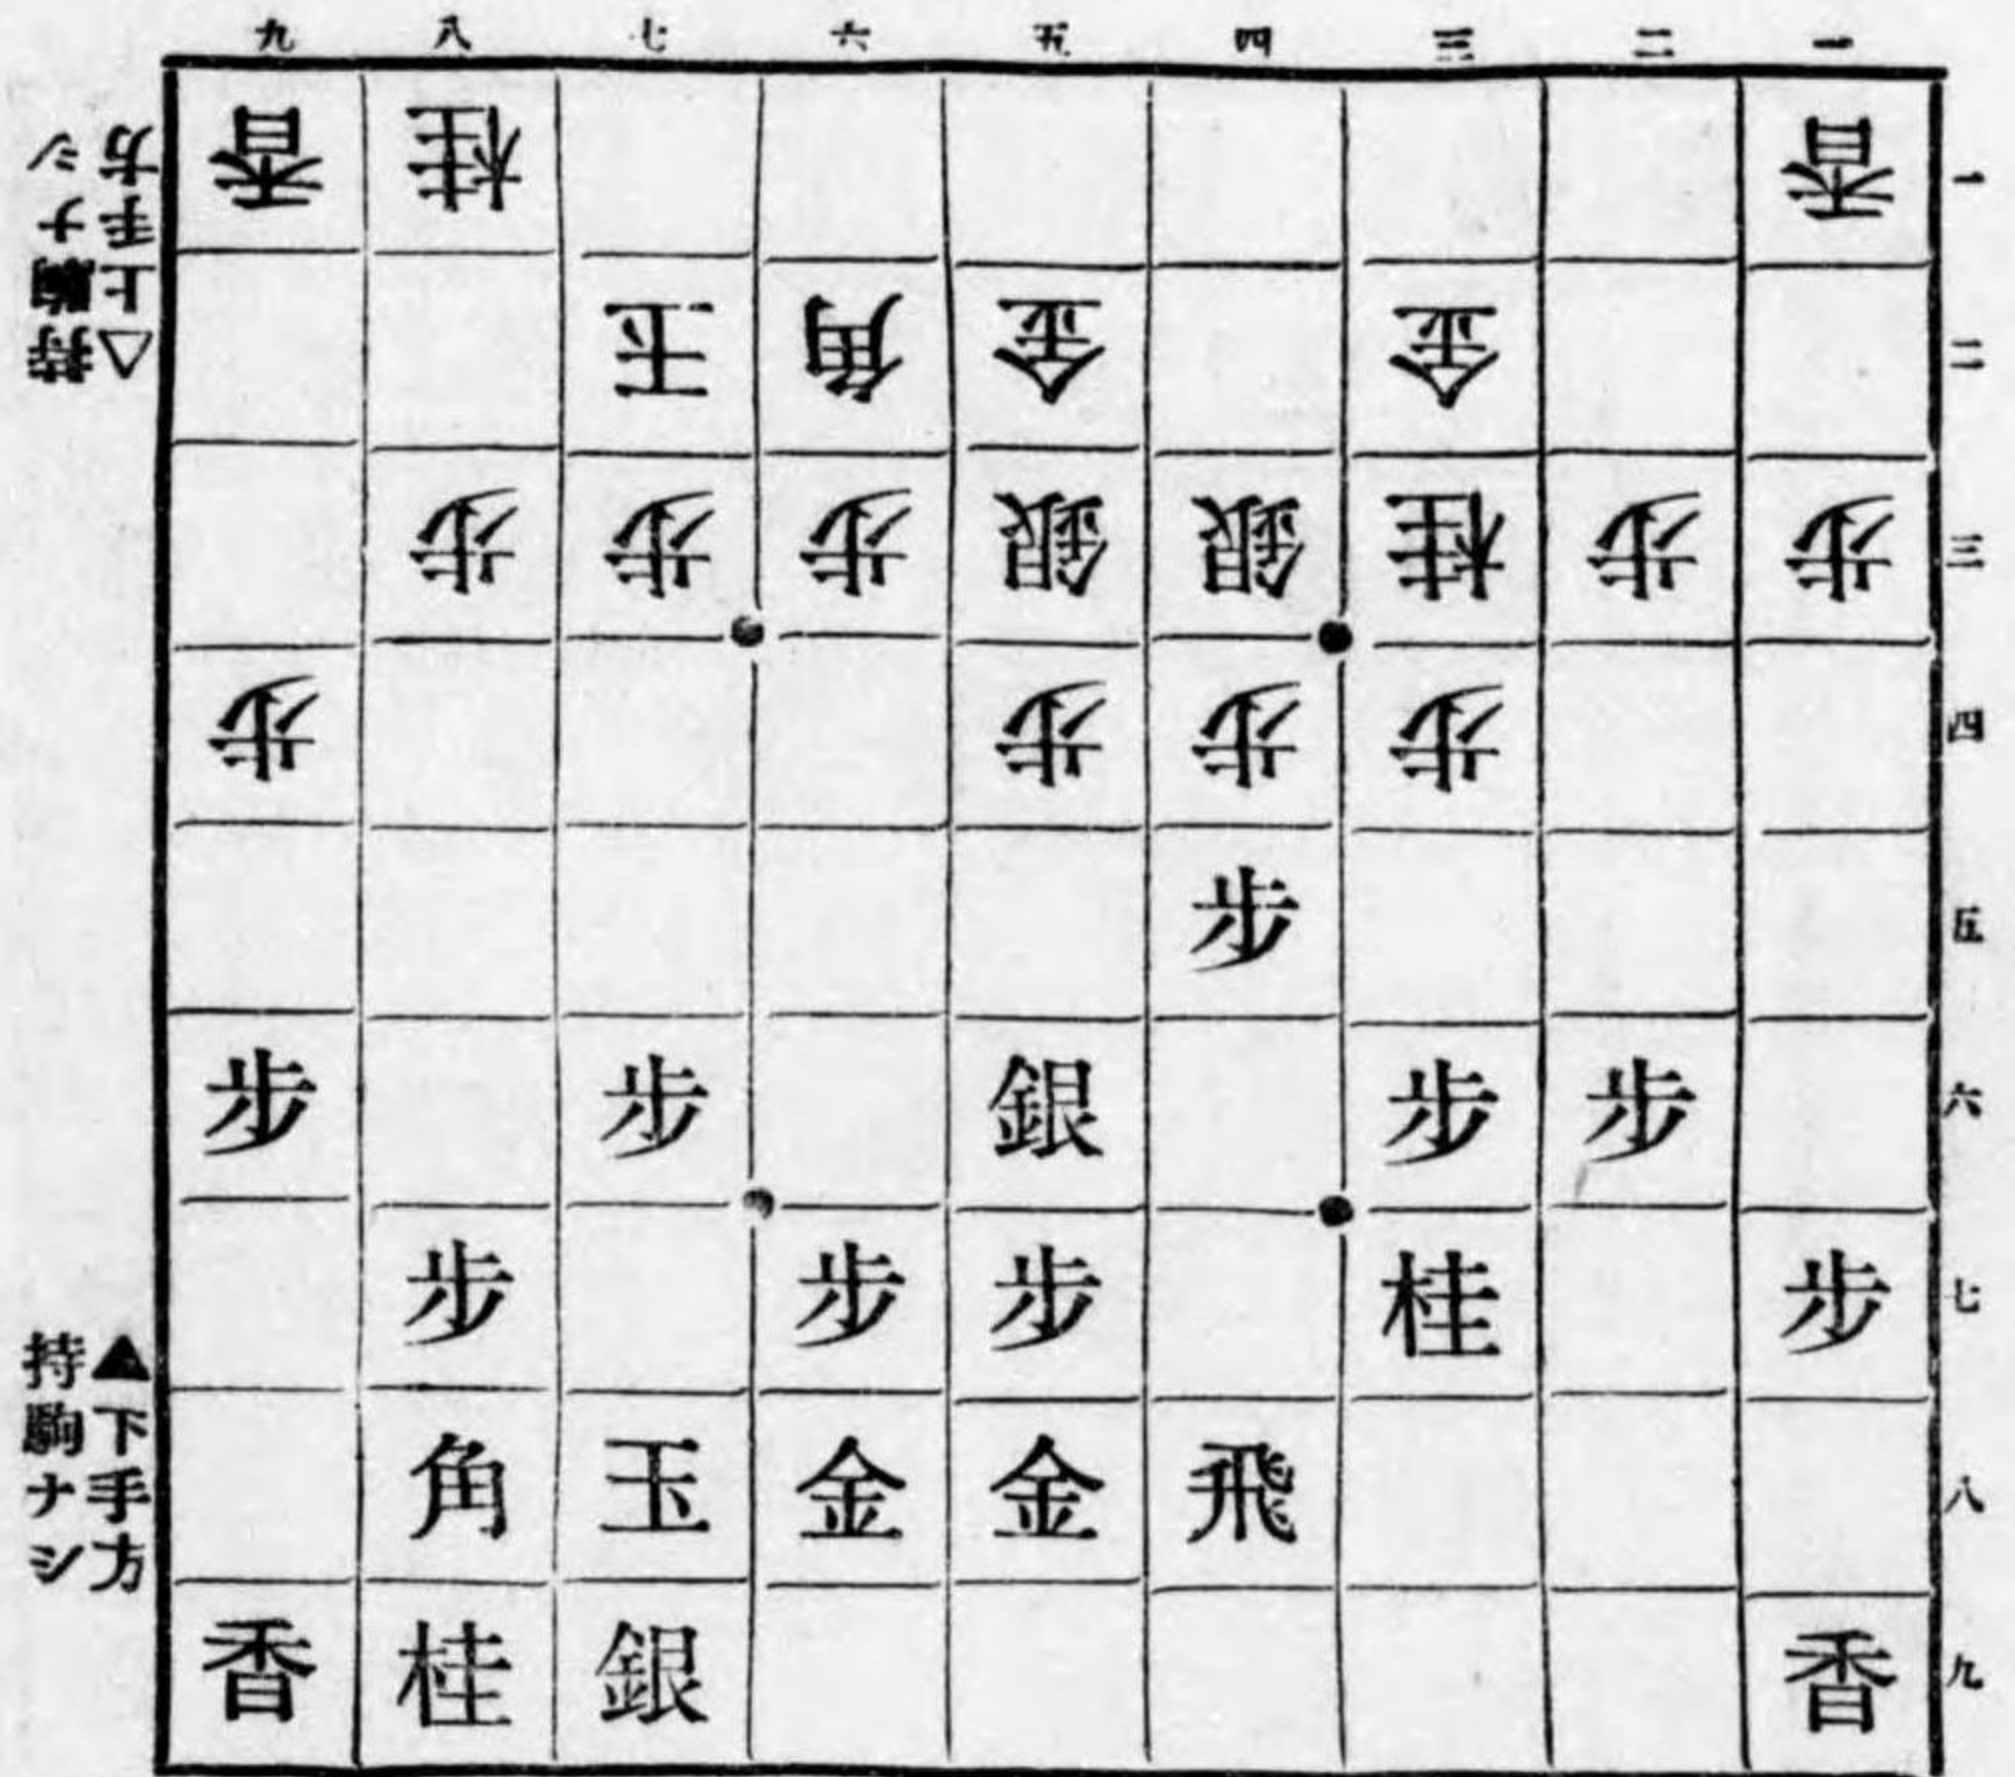 九 八 七 六 五 四 三 二 一
香 桂 香 一
玉 角 金 金 二
歩 歩 歩 銀 銀 桂 歩 歩 三
歩 歩 歩 歩 四
歩 五
歩 歩 銀 歩 歩 六
歩 歩 歩 桂 歩 七
角 玉 金 金 飛 八
香 桂 銀 香 九
△上手方
持駒ナシ
▲下手方
持駒ナシ